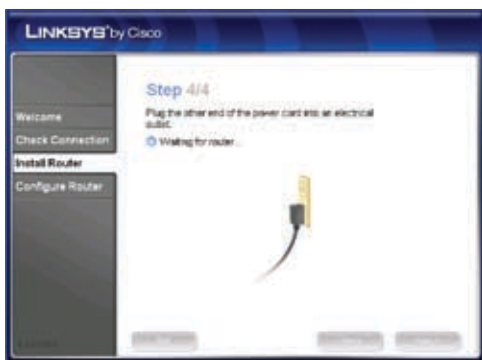 LINKSYS by Cisco
Step 4/4
Plug the other end of the power cord into an electrical
outlet.
Waiting for router...
Welcome
Check Connection
Install Router
Configure Router